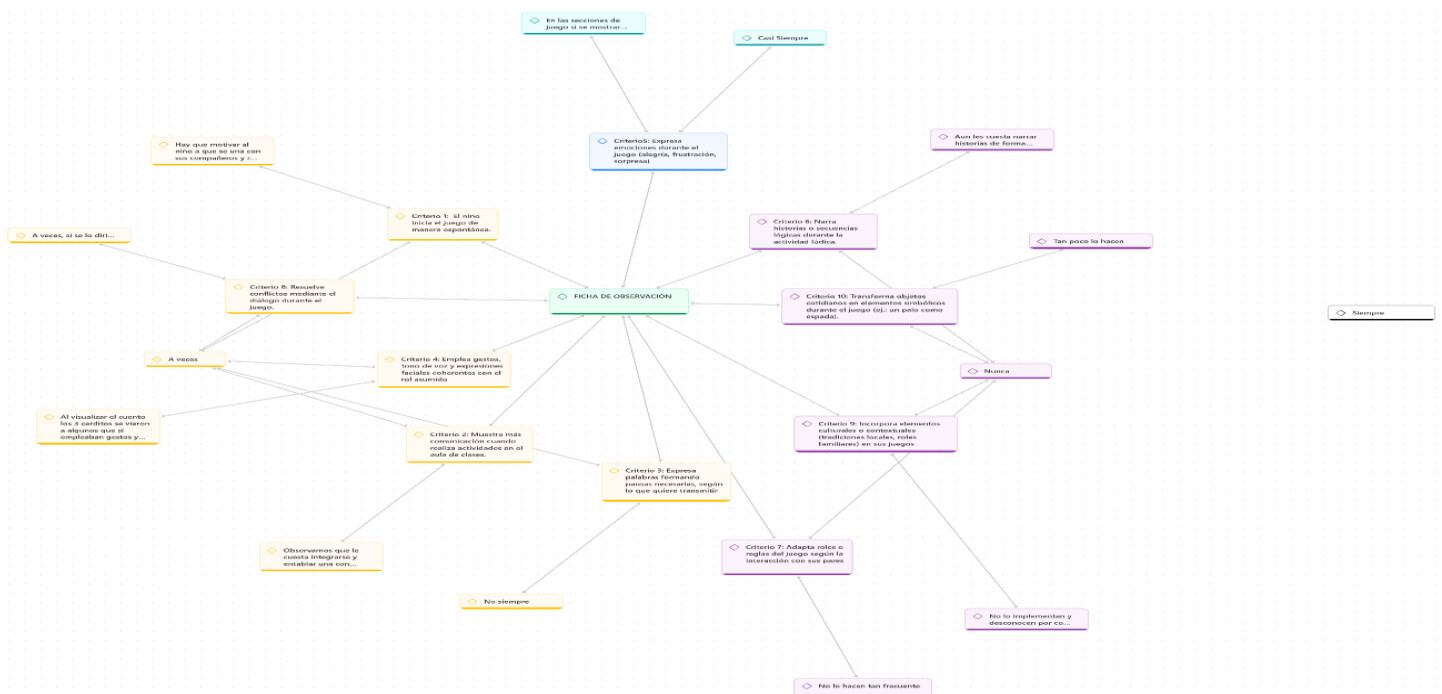 En las secciones de
juego si se mostrar...
Casi Siempre
Criterio5: Expresa
emociones durante el
juego (alegría, frustración,
sorpresa)
Hay que motivar al
niño a que se una con
sus compañeros y r...
Aun les cuesta narrar
historias de forma...
Criterio 1: El niño
inicia el juego de
manera espontánea.
Criterio 6: Narra
historias o secuencias
lógicas durante la
actividad lúdica.
A veces, si se lo diri...
Tan poco lo hacen
Criterio 8: Resuelve
conflictos mediante el
diálogo durante el
juego.
FICHA DE OBSERVACIÓN
Criterio 10: Transforma objetos
cotidianos en elementos simbólicos
durante el juego (ej.: un palo como
espada).
Siempre
A veces
Criterio 4: Emplea gestos,
tono de voz y expresiones
faciales coherentes con el
rol asumido
Nunca
Al visualizar el cuento
los 3 cerditos se vieron
a algunos que si
empleaban gestos y...
Criterio 2: Muestra más
comunicación cuando
realiza actividades en el
aula de clases.
Criterio 9: Incorpora elementos
culturales o contextuales
(tradiciones locales, roles
familiares) en sus juegos
Criterio 3: Expresa
palabras formando
pausas necesarias, según
lo que quiere transmitir
Observamos que le
cuesta integrarse y
entablar una con...
Criterio 7: Adapta roles o
reglas del juego según la
interacción con sus pares
No siempre
No lo implementan y
desconocen por co...
No lo hacen tan frecuente